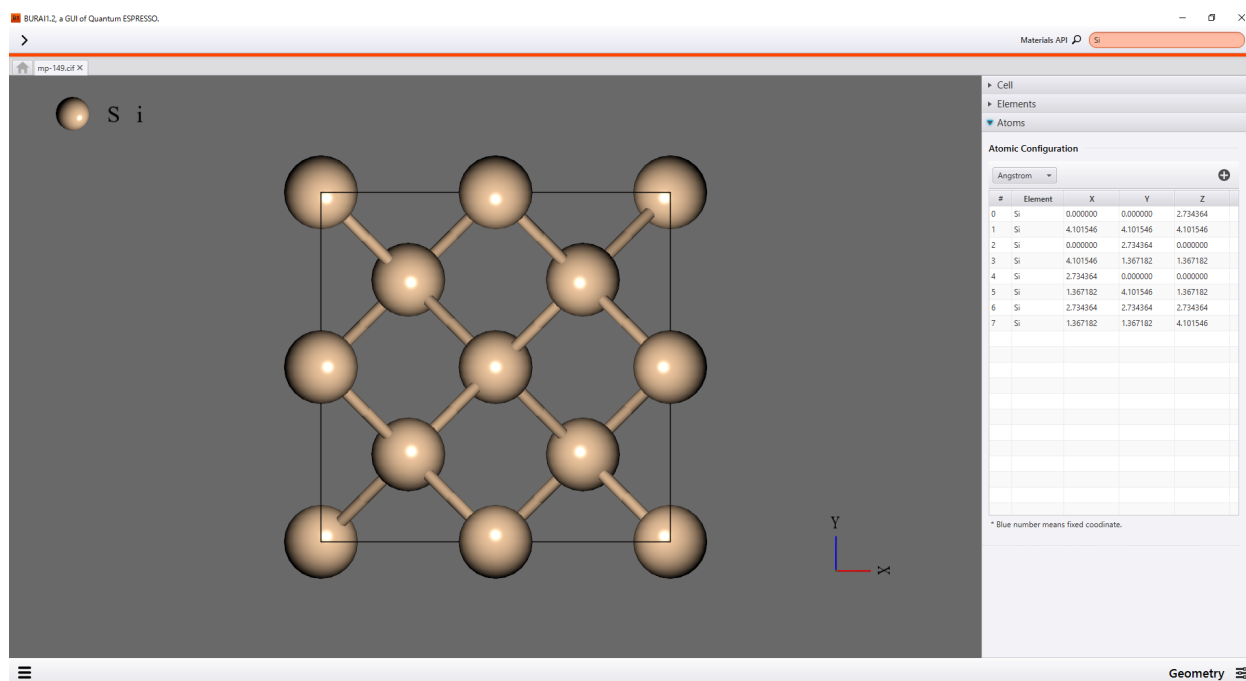 BURAI1.2, a GUI of Quantum ESPRESSO.
Materials API Si
mp-149.cif
S i
Cell
Elements
Atoms
Atomic Configuration
Angstrom
# Element X Y Z
0 Si 0.000000 0.000000 2.734364
1 Si 4.101546 4.101546 4.101546
2 Si 0.000000 2.734364 0.000000
3 Si 4.101546 1.367182 1.367182
4 Si 2.734364 0.000000 0.000000
5 Si 1.367182 4.101546 1.367182
6 Si 2.734364 2.734364 2.734364
7 Si 1.367182 1.367182 4.101546
* Blue number means fixed coodinate.
Y
X
Geometry